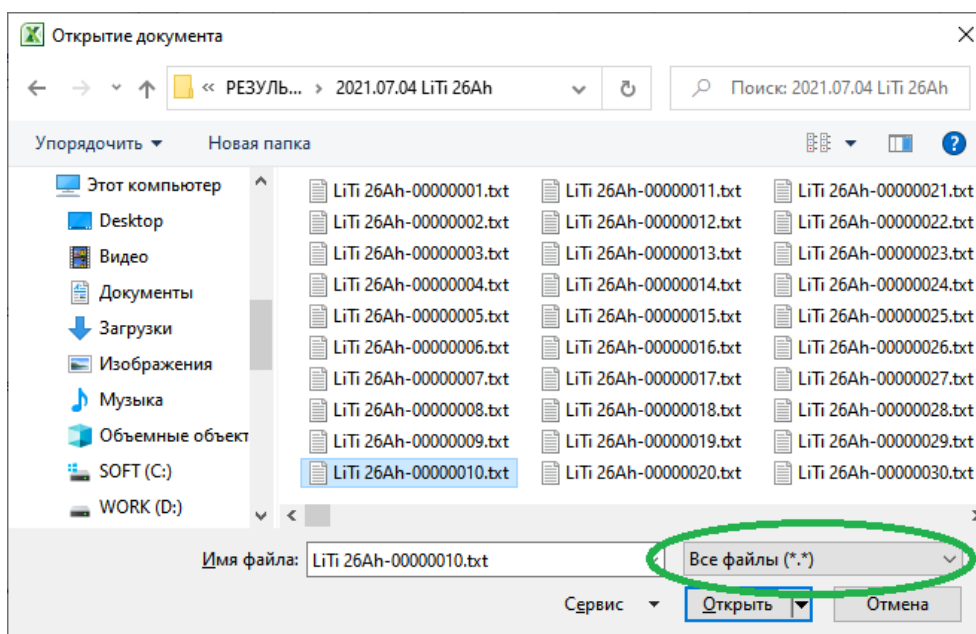 Открытие документа
« РЕЗУЛЬ... › 2021.07.04 LiTi 26Ah
Поиск: 2021.07.04 LiTi 26Ah
Упорядочить
Новая папка
Этот компьютер
Desktop
Видео
Документы
Загрузки
Изображения
Музыка
Объемные объект
SOFT (C:)
WORK (D:)
LiTi 26Ah-00000001.txt
LiTi 26Ah-00000002.txt
LiTi 26Ah-00000003.txt
LiTi 26Ah-00000004.txt
LiTi 26Ah-00000005.txt
LiTi 26Ah-00000006.txt
LiTi 26Ah-00000007.txt
LiTi 26Ah-00000008.txt
LiTi 26Ah-00000009.txt
LiTi 26Ah-00000010.txt
LiTi 26Ah-00000011.txt
LiTi 26Ah-00000012.txt
LiTi 26Ah-00000013.txt
LiTi 26Ah-00000014.txt
LiTi 26Ah-00000015.txt
LiTi 26Ah-00000016.txt
LiTi 26Ah-00000017.txt
LiTi 26Ah-00000018.txt
LiTi 26Ah-00000019.txt
LiTi 26Ah-00000020.txt
LiTi 26Ah-00000021.txt
LiTi 26Ah-00000022.txt
LiTi 26Ah-00000023.txt
LiTi 26Ah-00000024.txt
LiTi 26Ah-00000025.txt
LiTi 26Ah-00000026.txt
LiTi 26Ah-00000027.txt
LiTi 26Ah-00000028.txt
LiTi 26Ah-00000029.txt
LiTi 26Ah-00000030.txt
Имя файла: LiTi 26Ah-00000010.txt
Все файлы (*.*)
Сервис
Открыть
Отмена